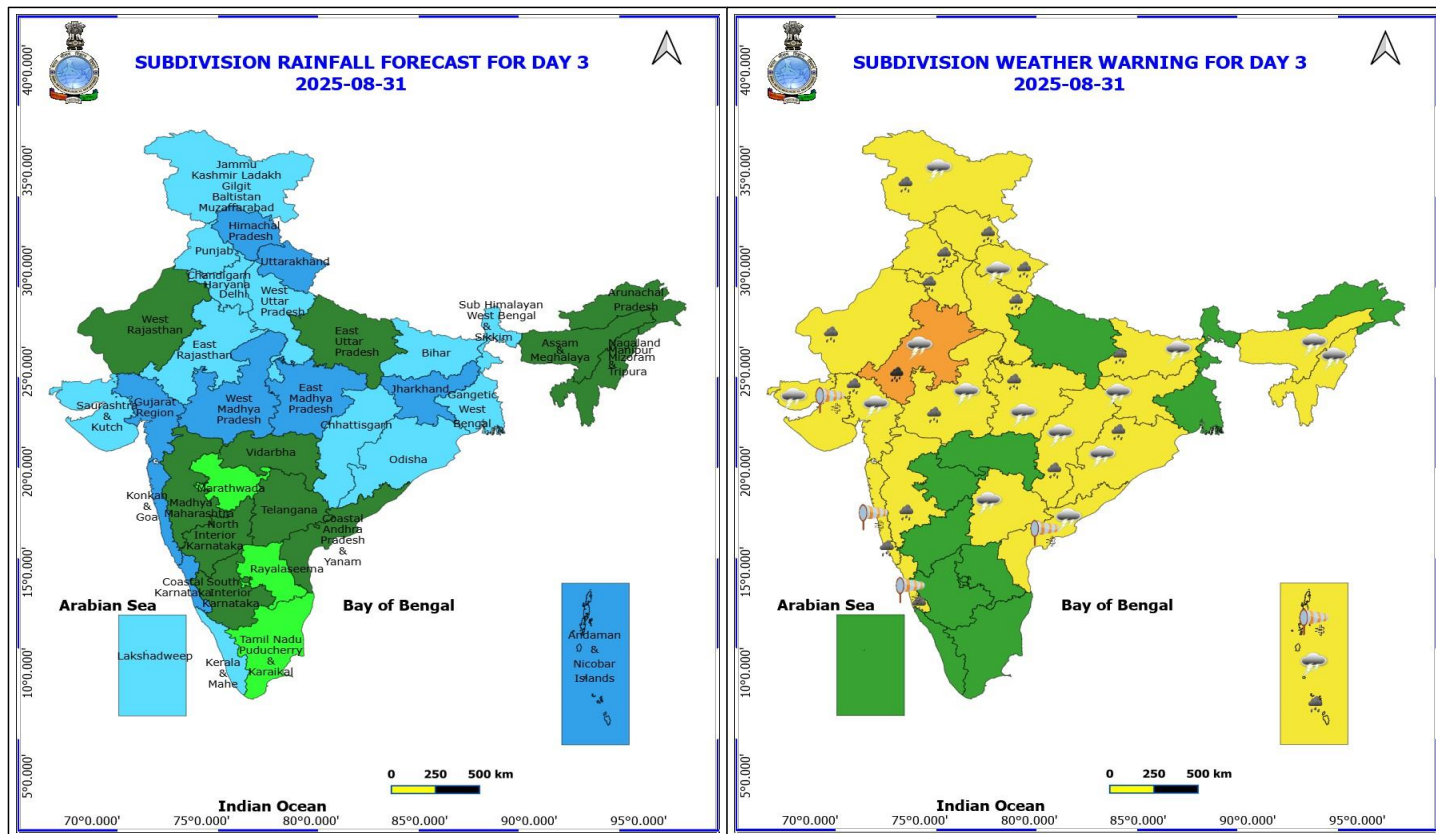 SUBDIVISION RAINFALL FORECAST FOR DAY 3
2025-08-31
40°0.000'
35°0.000'
30°0.000'
25°0.000'
20°0.000'
15°0.000'
10°0.000'
5°0.000'
Jammu
Kashmir Ladakh
Gilgit
Baltistan
Muzaffarabad
Himachal
Pradesh
Punjab
Uttarakhand
Chandigarh
Haryana
Delhi
West
Uttar
Pradesh
West
Rajasthan
East
Rajasthan
East
Uttar
Pradesh
Bihar
Sub Himalayan
West Bengal
&
Sikkim
Arunachal
Pradesh
Assam
&
Meghalaya
Nagaland
Manipur
Mizoram
&
Tripura
Saurashtra
&
Kutch
Gujarat
Region
West
Madhya
Pradesh
East
Madhya
Pradesh
Jharkhand
Gangetic
West
Bengal
Chhattisgarh
Odisha
Vidarbha
Marathwada
Konkan
&
Goa
Madhya
Maharashtra
North
Interior
Karnataka
Telangana
Coastal
Andhra
Pradesh
&
Yanam
Rayalaseema
Coastal
Karnataka
South
Interior
Karnataka
Tamil Nadu
Puducherry
&
Karaikal
Kerala
&
Mahe
Arabian Sea
Bay of Bengal
Lakshadweep
Andaman
&
Nicobar
Islands
0 250 500 km
Indian Ocean
70°0.000' 75°0.000' 80°0.000' 85°0.000' 90°0.000' 95°0.000'
SUBDIVISION WEATHER WARNING FOR DAY 3
2025-08-31
40°0.000'
35°0.000'
30°0.000'
25°0.000'
20°0.000'
15°0.000'
10°0.000'
5°0.000'
Arabian Sea
Bay of Bengal
0 250 500 km
Indian Ocean
70°0.000' 75°0.000' 80°0.000' 85°0.000' 90°0.000' 95°0.000'